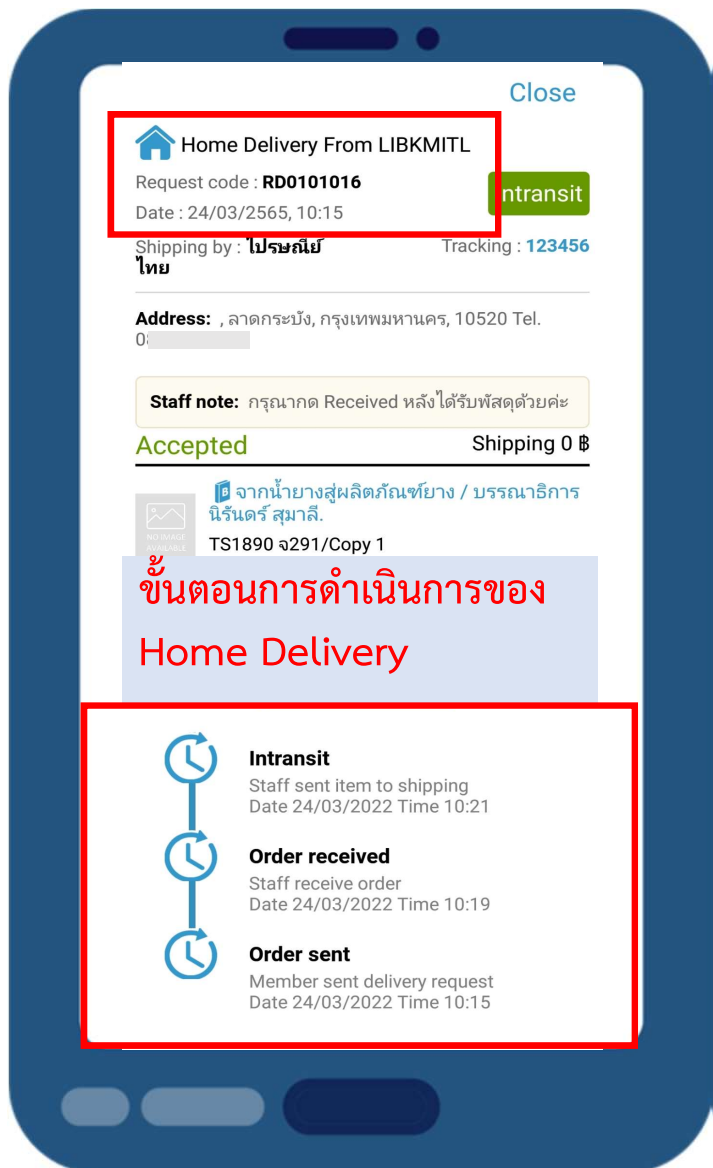 Close
Home Delivery From LIBKMITL
Request code : RD0101016
Intransit
Date : 24/03/2565, 10:15
Shipping by : ไปรษณีย์
ไทย
Tracking : 123456
Address: , ลาดกระบัง, กรุงเทพมหานคร, 10520 Tel.
08
Staff note: กรุณากด Received หลังได้รับพัสดุด้วยค่ะ
Accepted
Shipping 0 ฿
จากน้ำยางสู่ผลิตภัณฑ์ยาง / บรรณาธิการ
นิรันดร์ สุมาลี.
NO IMAGE
AVAILABLE
TS1890 จ291/Copy 1
ขั้นตอนการดำเนินการของ
Home Delivery
Intransit
Staff sent item to shipping
Date 24/03/2022 Time 10:21
Order received
Staff receive order
Date 24/03/2022 Time 10:19
Order sent
Member sent delivery request
Date 24/03/2022 Time 10:15